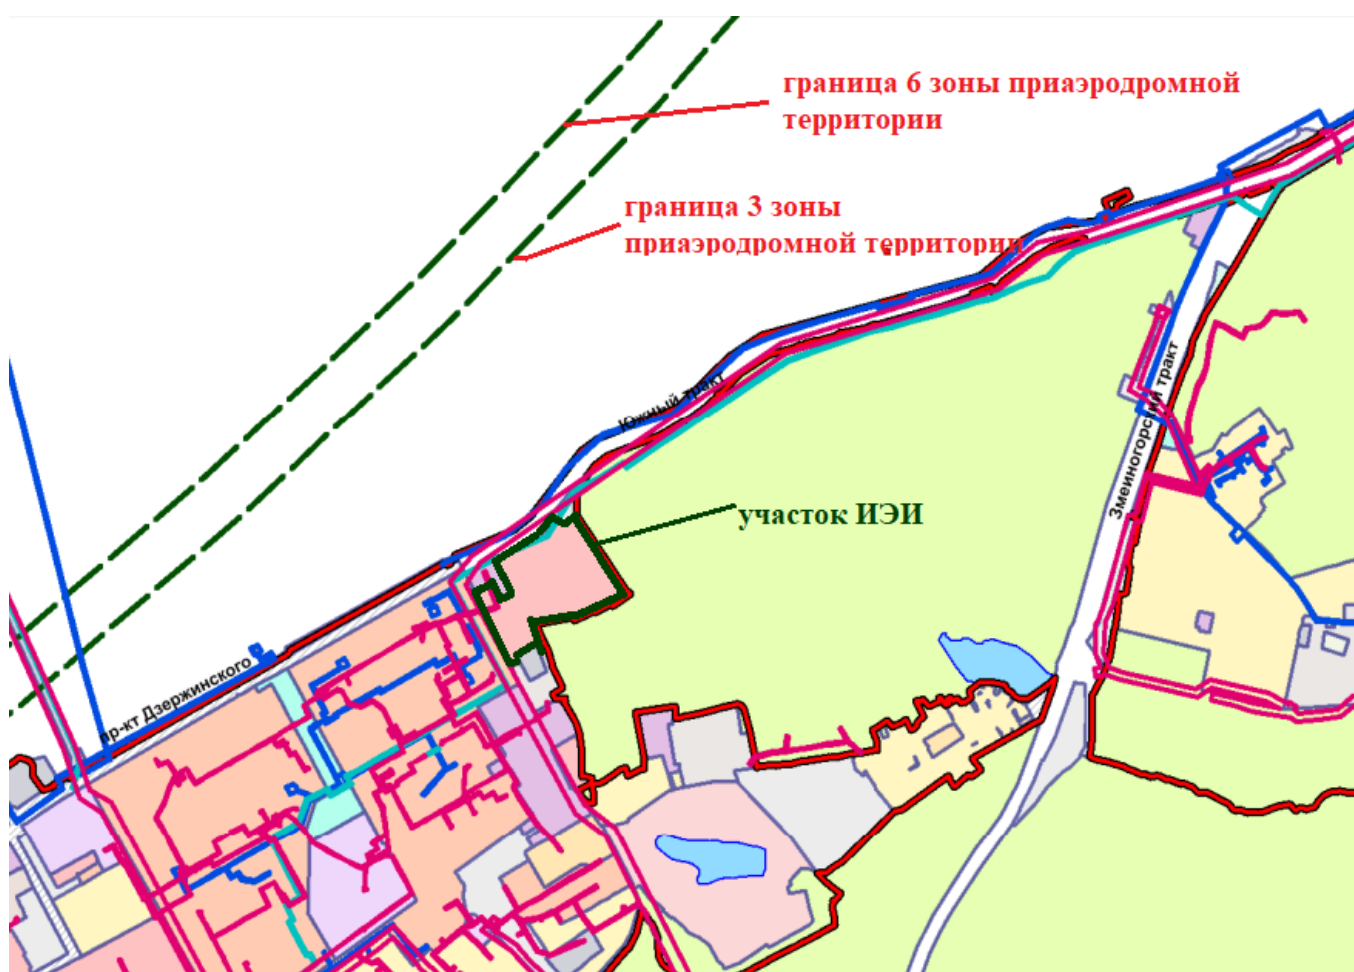 граница 6 зоны приаэродромной
территории
граница 3 зоны
приаэродромной территории
Южный тракт
Змеиногорский тракт
участок ИЭИ
пр-кт Дзержинского